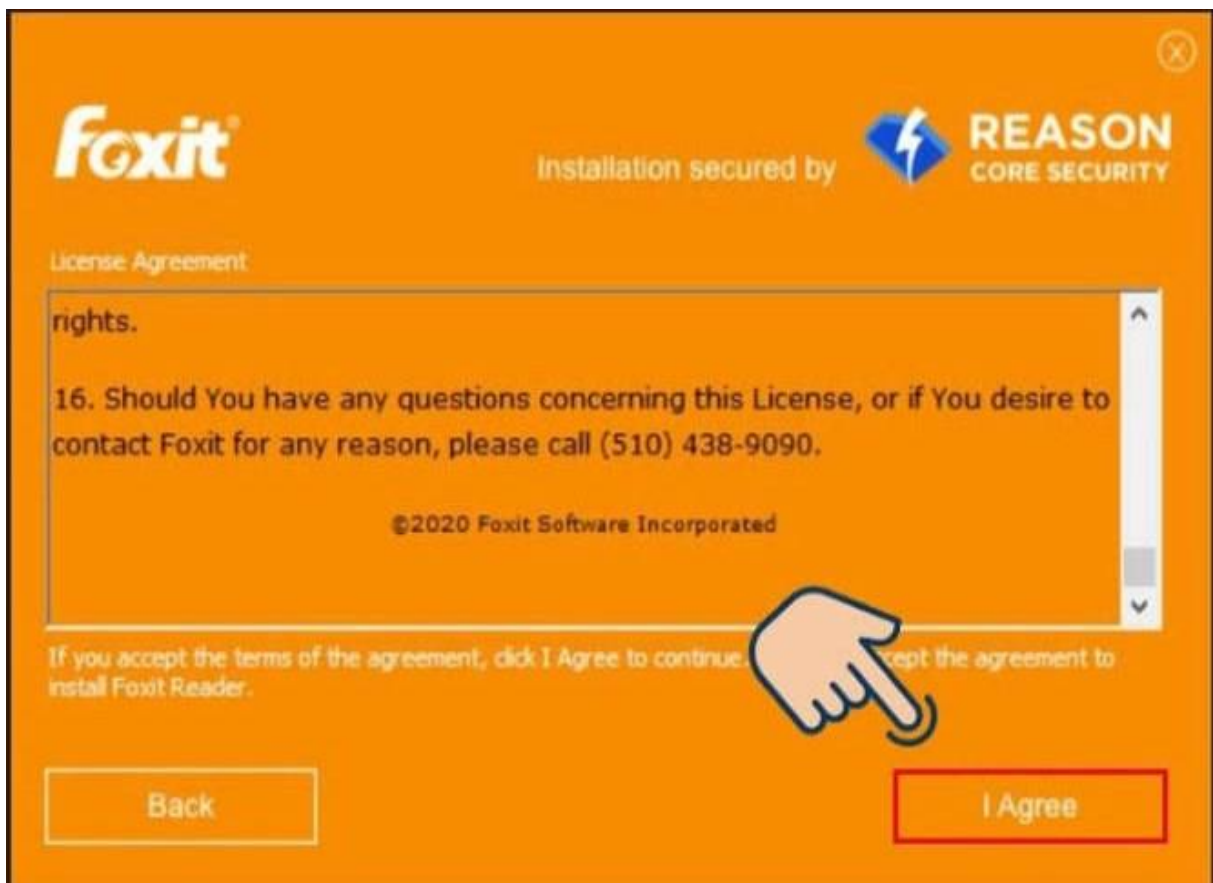 Foxit®
Installation secured by
REASON
CORE SECURITY
License Agreement
rights.
16. Should You have any questions concerning this License, or if You desire to
contact Foxit for any reason, please call (510) 438-9090.
©2020 Foxit Software Incorporated
If you accept the terms of the agreement, click I Agree to continue. the agreement to
install Foxit Reader.
Back
I Agree